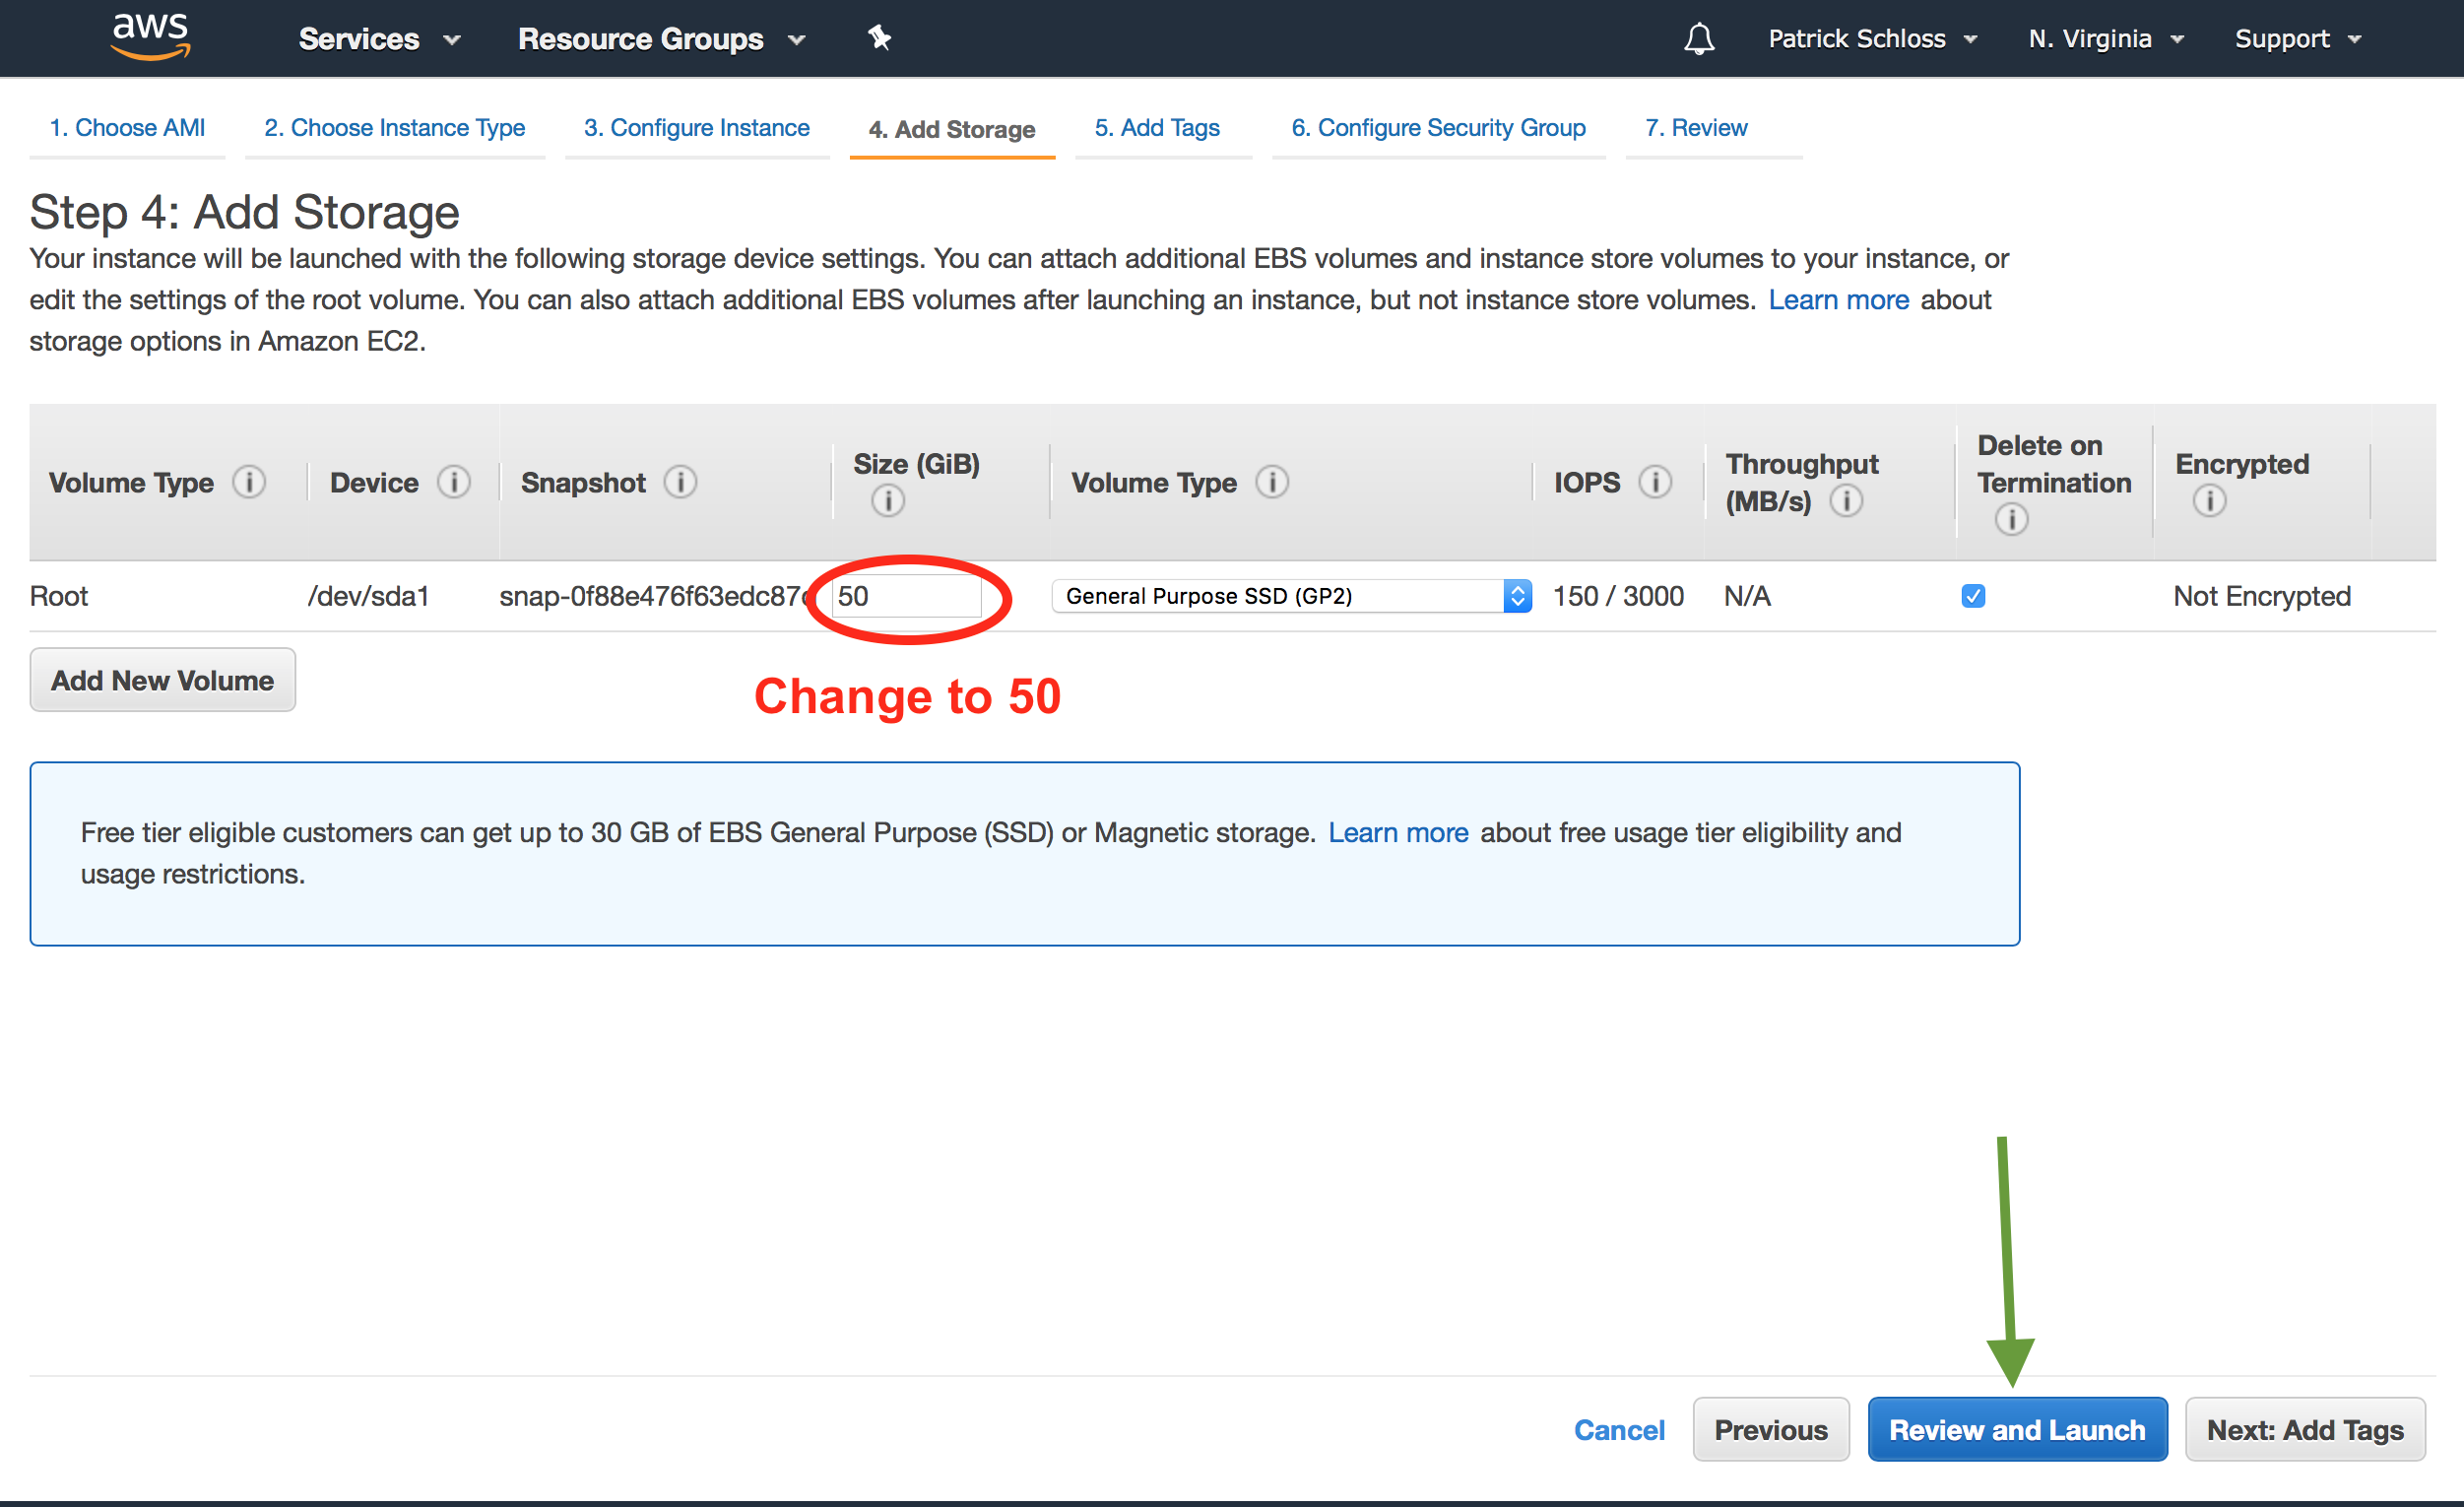 aws Services Resource Groups Patrick Schloss N. Virginia Support
1. Choose AMI 2. Choose Instance Type 3. Configure Instance 4. Add Storage 5. Add Tags 6. Configure Security Group 7. Review
Step 4: Add Storage
Your instance will be launched with the following storage device settings. You can attach additional EBS volumes and instance store volumes to your instance, or
edit the settings of the root volume. You can also attach additional EBS volumes after launching an instance, but not instance store volumes. Learn more about
storage options in Amazon EC2.
Volume Type i Device i Snapshot i Size (GiB) i Volume Type i IOPS i Throughput (MB/s) i Delete on Termination i Encrypted i
Root /dev/sda1 snap-0f88e476f63edc87 50 General Purpose SSD (GP2) 150 / 3000 N/A Not Encrypted
Add New Volume
Change to 50
Free tier eligible customers can get up to 30 GB of EBS General Purpose (SSD) or Magnetic storage. Learn more about free usage tier eligibility and
usage restrictions.
Cancel Previous Review and Launch Next: Add Tags